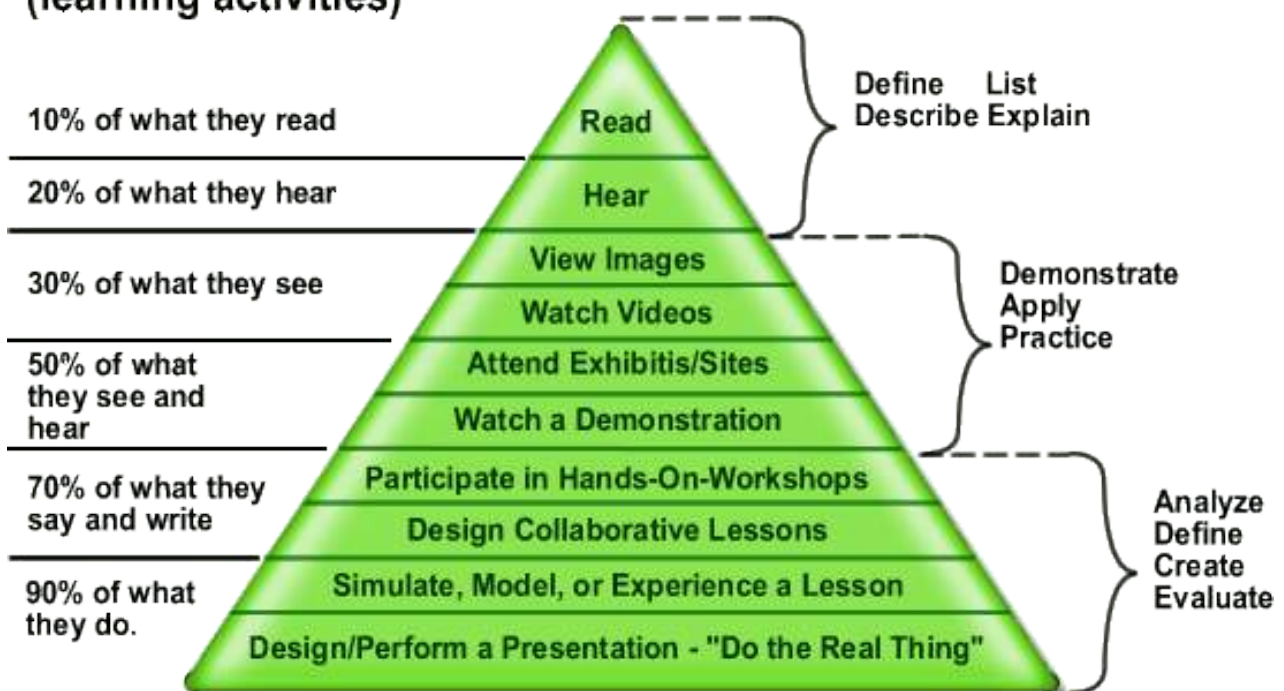 (learning activities)
10% of what they read
20% of what they hear
30% of what they see
50% of what
they see and
hear
70% of what they
say and write
90% of what
they do.
Read
Hear
View Images
Watch Videos
Attend Exhibitis/Sites
Watch a Demonstration
Participate in Hands-On-Workshops
Design Collaborative Lessons
Simulate, Model, or Experience a Lesson
Design/Perform a Presentation - "Do the Real Thing"
Define List
Describe Explain
Demonstrate
Apply
Practice
Analyze
Define
Create
Evaluate